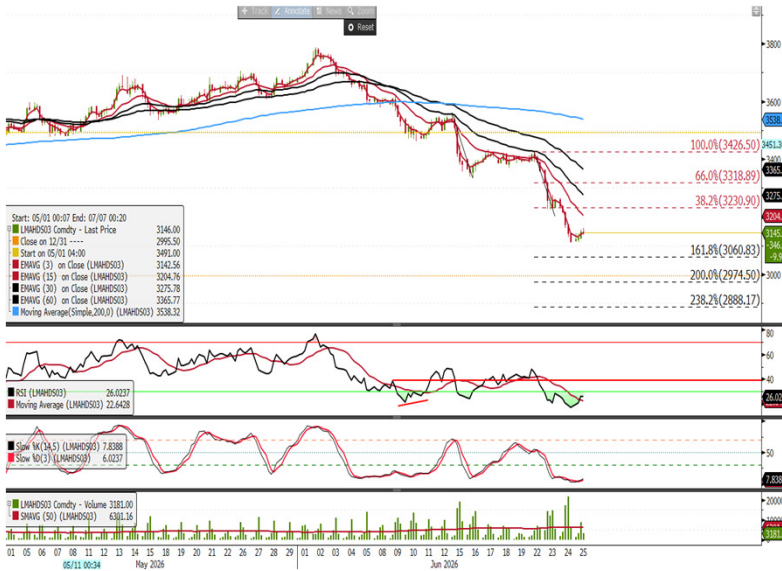 Track Annotate News Zoom
Reset
3800
3600
3538.
3451.3
3400
3365.
3275.
3204.
3145.
-346.
-9.9
3000
100.0%(3426.50)
66.0%(3318.89)
38.2%(3230.90)
161.8%(3060.83)
200.0%(2974.50)
238.2%(2888.17)
Start: 05/01 00:07 End: 07/07 00:20
LMAHDS03 Comdty - Last Price 3146.00
Close on 12/31 ---- 2995.50
Start on 05/01 04:00 3491.00
EMAVG (3) on Close (LMAHDS03) 3142.56
EMAVG (15) on Close (LMAHDS03) 3204.76
EMAVG (30) on Close (LMAHDS03) 3275.78
EMAVG (60) on Close (LMAHDS03) 3365.77
Moving Average(Simple,200,0) (LMAHDS03) 3538.32
80
60
40
26.02
RSI (LMAHDS03) 26.0237
Moving Average (LMAHDS03) 22.6428
50
7.838
Slow %K(14,5) (LMAHDS03) 7.8388
Slow %D(3) (LMAHDS03) 6.0237
LMAHDS03 Comdty - Volume 3181.00
SMAVG (50) (LMAHDS03) 6301.16
20000
3181.
0
01 05 06 07 08 11 12 13 14 15 18 19 20 21 22 25 26 27 28 29 01 02 03 04 05 08 09 10 11 12 15 16 17 18 19 22 23 24 25
05/11 00:34 May 2026 Jun 2026